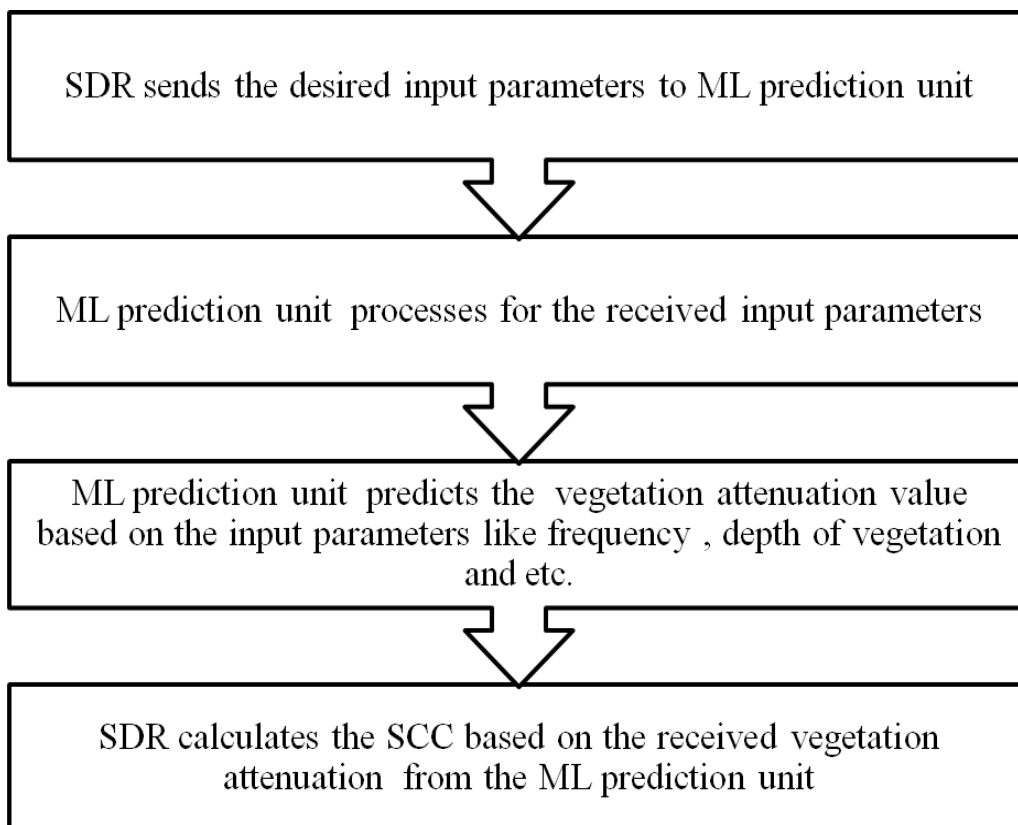 SDR sends the desired input parameters to ML prediction unit
ML prediction unit processes for the received input parameters
ML prediction unit predicts the vegetation attenuation value
based on the input parameters like frequency , depth of vegetation
and etc.
SDR calculates the SCC based on the received vegetation
attenuation from the ML prediction unit